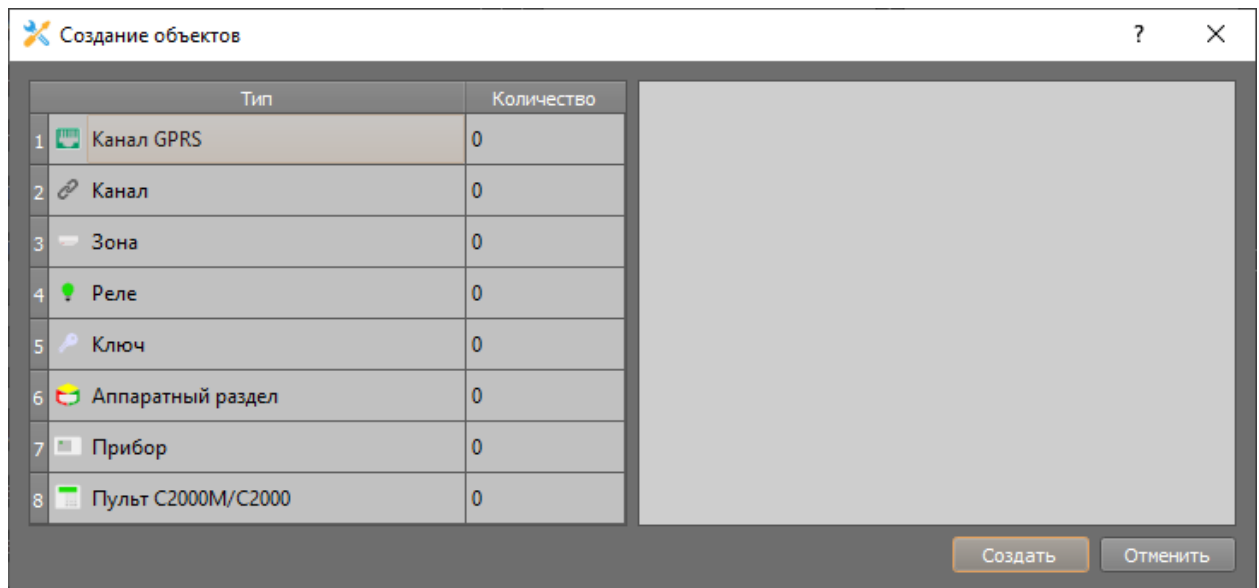 Создание объектов ?
Тип Количество
1 Канал GPRS 0
2 Канал 0
3 Зона 0
4 Реле 0
5 Ключ 0
6 Аппаратный раздел 0
7 Прибор 0
8 Пульт С2000М/С2000 0
Создать Отменить